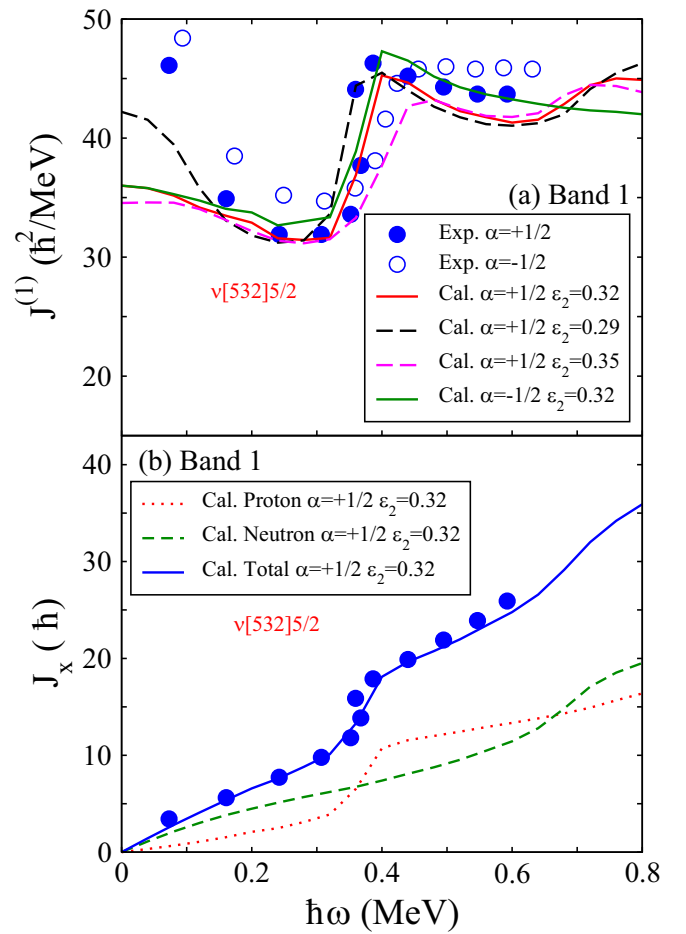 50
40
30
20
J⁽¹⁾ (ħ²/MeV)
(a) Band 1
ν[532]5/2
Exp. α=+1/2
Exp. α=-1/2
Cal. α=+1/2 ε₂=0.32
Cal. α=+1/2 ε₂=0.29
Cal. α=+1/2 ε₂=0.35
Cal. α=-1/2 ε₂=0.32
(b) Band 1
Cal. Proton α=+1/2 ε₂=0.32
Cal. Neutron α=+1/2 ε₂=0.32
Cal. Total α=+1/2 ε₂=0.32
ν[532]5/2
40
30
20
10
0
Jₓ (ħ)
0 0.2 0.4 0.6 0.8
ħω (MeV)